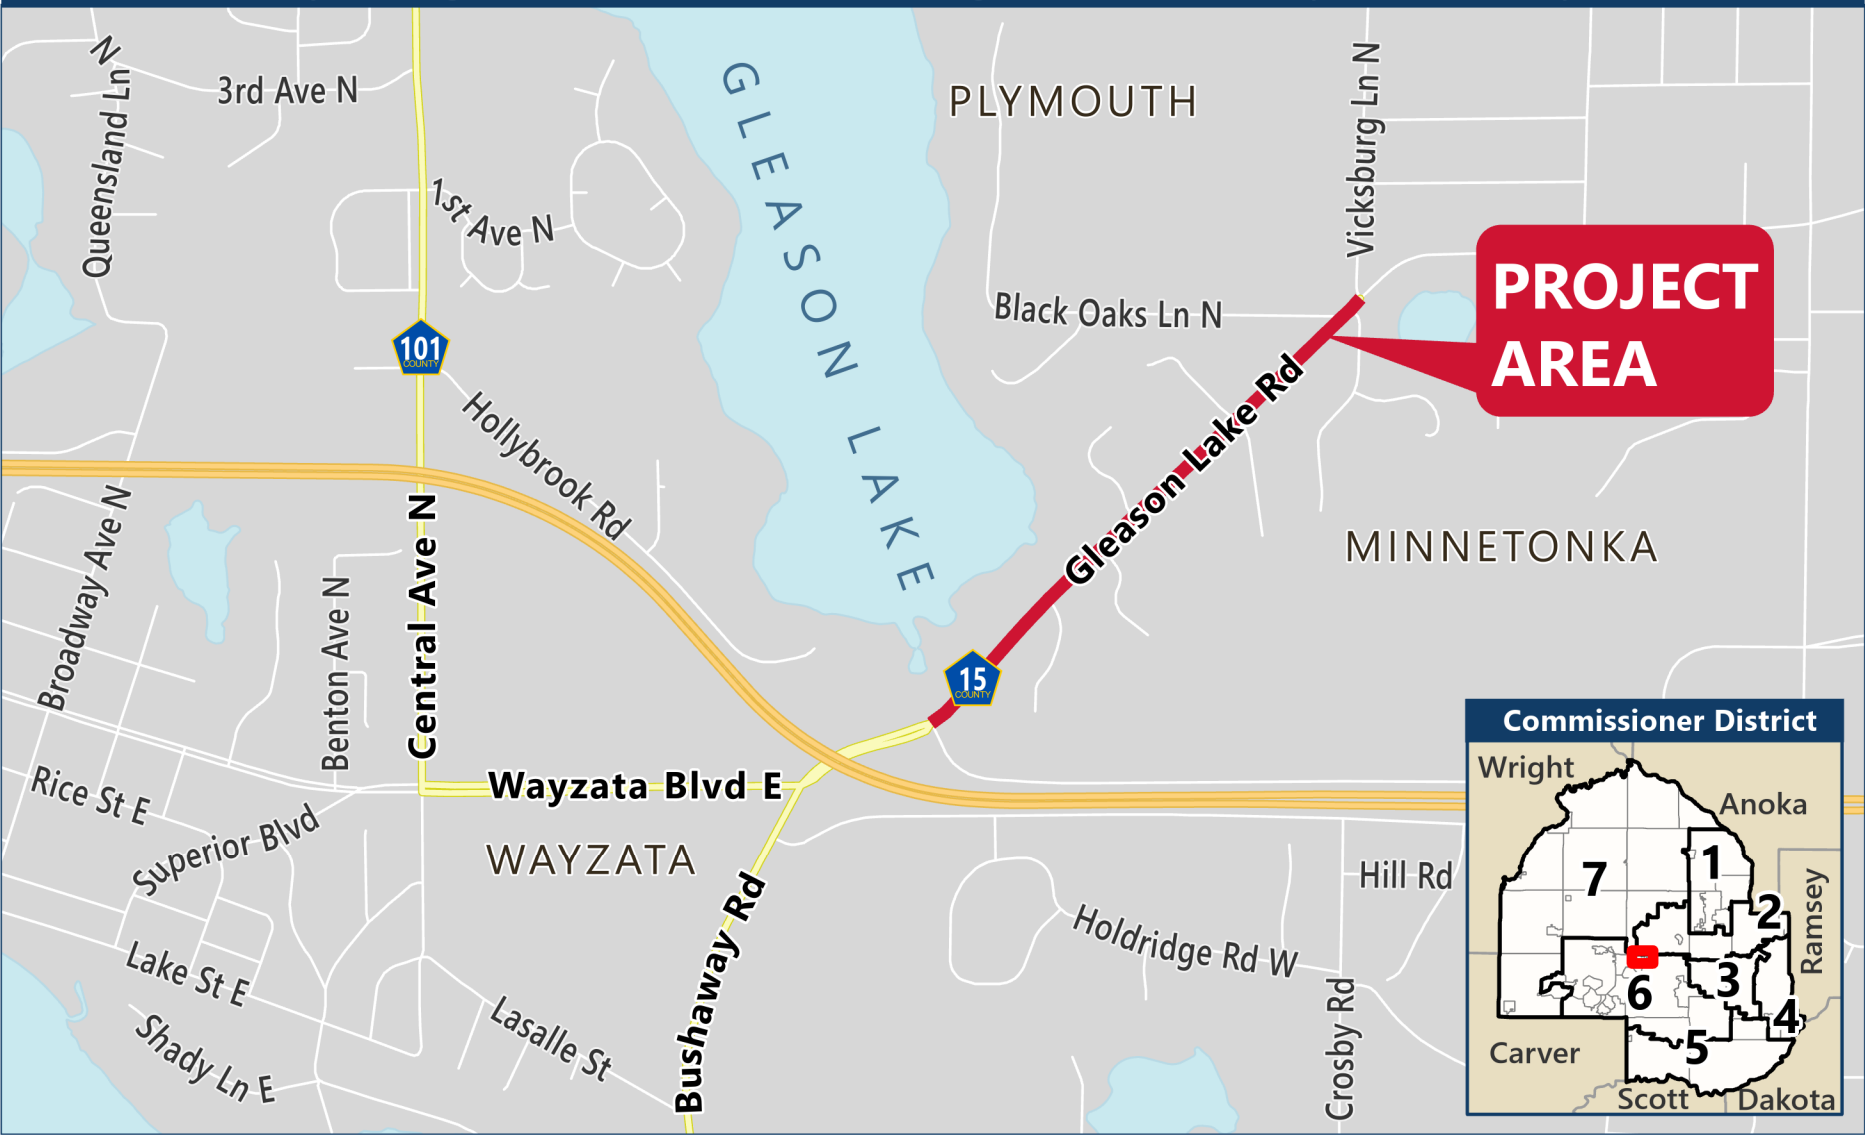 N
Queensland Ln
3rd Ave N
GLEASON LAKE
PLYMOUTH
Vicksburg Ln N
1st Ave N
PROJECT
AREA
Black Oaks Ln N
101
COUNTY
Hollybrook Rd
Gleason Lake Rd
MINNETONKA
Broadway Ave N
Benton Ave N
Central Ave N
15
COUNTY
Wayzata Blvd E
Rice St E
Superior Blvd
WAYZATA
Bushaway Rd
Hill Rd
Holdridge Rd W
Lake St E
Lasalle St
Shady Ln E
Crosby Rd
Commissioner District
Wright
Anoka
7
1
2
Ramsey
6
3
4
5
Carver
Scott
Dakota